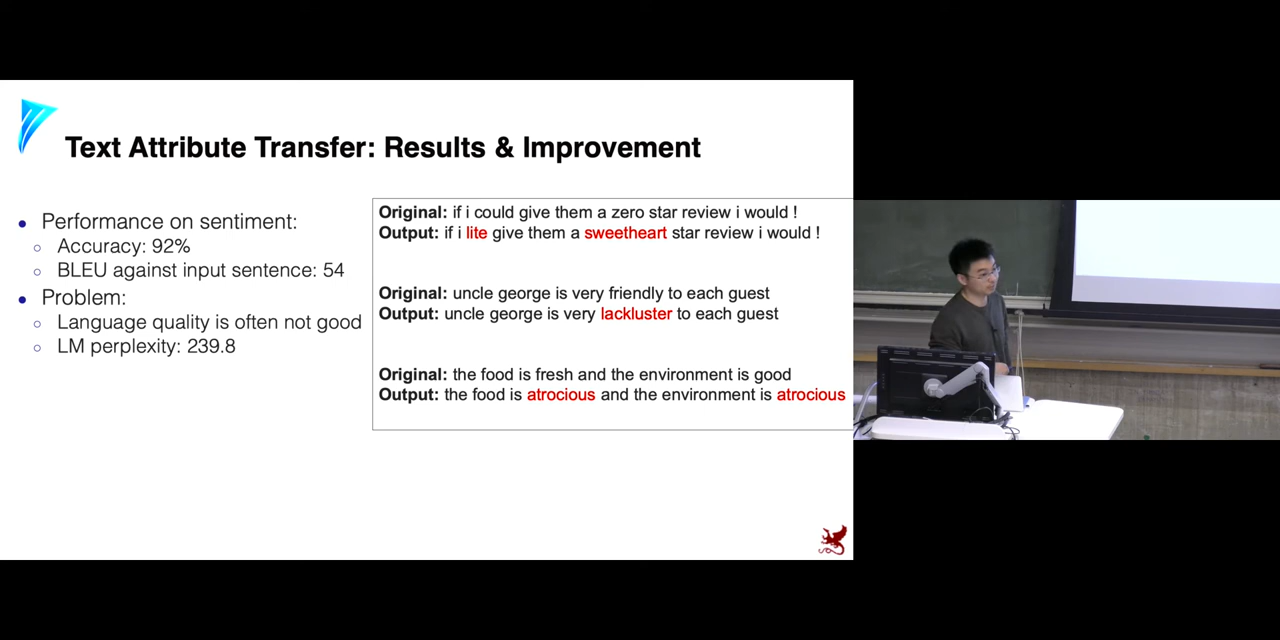 Text Attribute Transfer: Results & Improvement
Performance on sentiment:
Accuracy: 92%
BLEU against input sentence: 54
Problem:
Language quality is often not good
LM perplexity: 239.8
Original: if i could give them a zero star review i would !
Output: if i lite give them a sweetheart star review i would !
Original: uncle george is very friendly to each guest
Output: uncle george is very lackluster to each guest
Original: the food is fresh and the environment is good
Output: the food is atrocious and the environment is atrocious